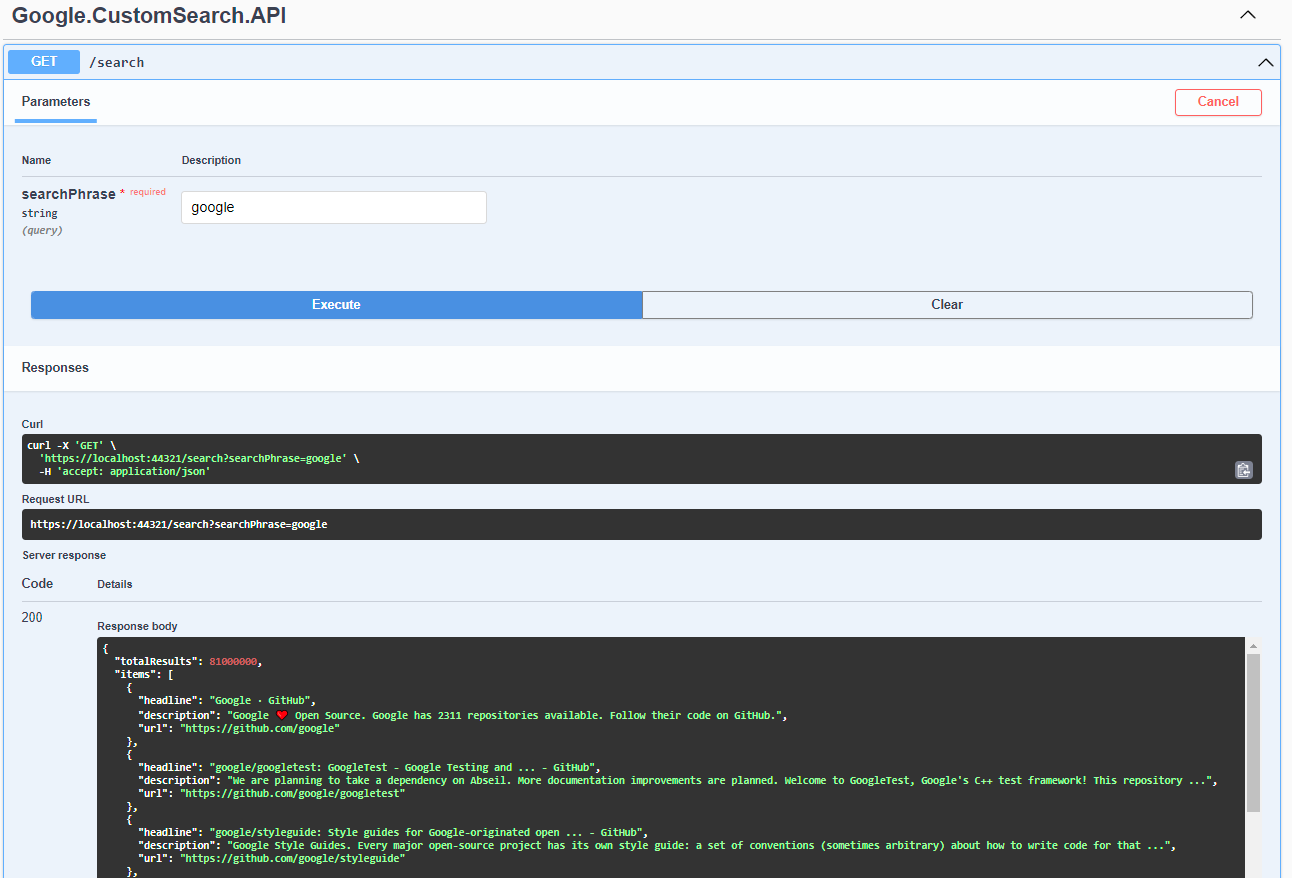 Google.CustomSearch.API
GET /search
Parameters
Cancel
Name Description
searchPhrase * required
string
(query)
google
Execute Clear
Responses
Curl
curl -X 'GET' \
'https://localhost:44321/search?searchPhrase=google' \
-H 'accept: application/json'
Request URL
https://localhost:44321/search?searchPhrase=google
Server response
Code Details
200
Response body
{
"totalResults": 81000000,
"items": [
{
"headline": "Google · GitHub",
"description": "Google ❤️ Open Source. Google has 2311 repositories available. Follow their code on GitHub.",
"url": "https://github.com/google"
},
{
"headline": "google/googletest: GoogleTest - Google Testing and ... - GitHub",
"description": "We are planning to take a dependency on Abseil. More documentation improvements are planned. Welcome to GoogleTest, Google's C++ test framework! This repository ...",
"url": "https://github.com/google/googletest"
},
{
"headline": "google/styleguide: Style guides for Google-originated open ... - GitHub",
"description": "Google Style Guides. Every major open-source project has its own style guide: a set of conventions (sometimes arbitrary) about how to write code for that ...",
"url": "https://github.com/google/styleguide"
},